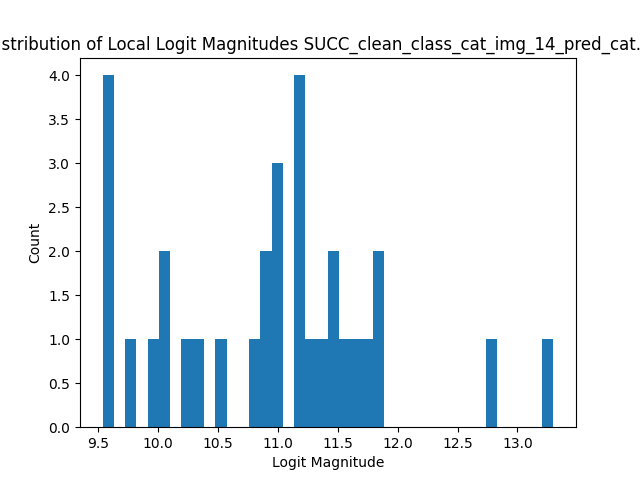 stribution of Local Logit Magnitudes SUCC_clean_class_cat_img_14_pred_cat.
4.0
3.5
3.0
2.5
2.0
1.5
1.0
0.5
0.0
Count
9.5 10.0 10.5 11.0 11.5 12.0 12.5 13.0
Logit Magnitude